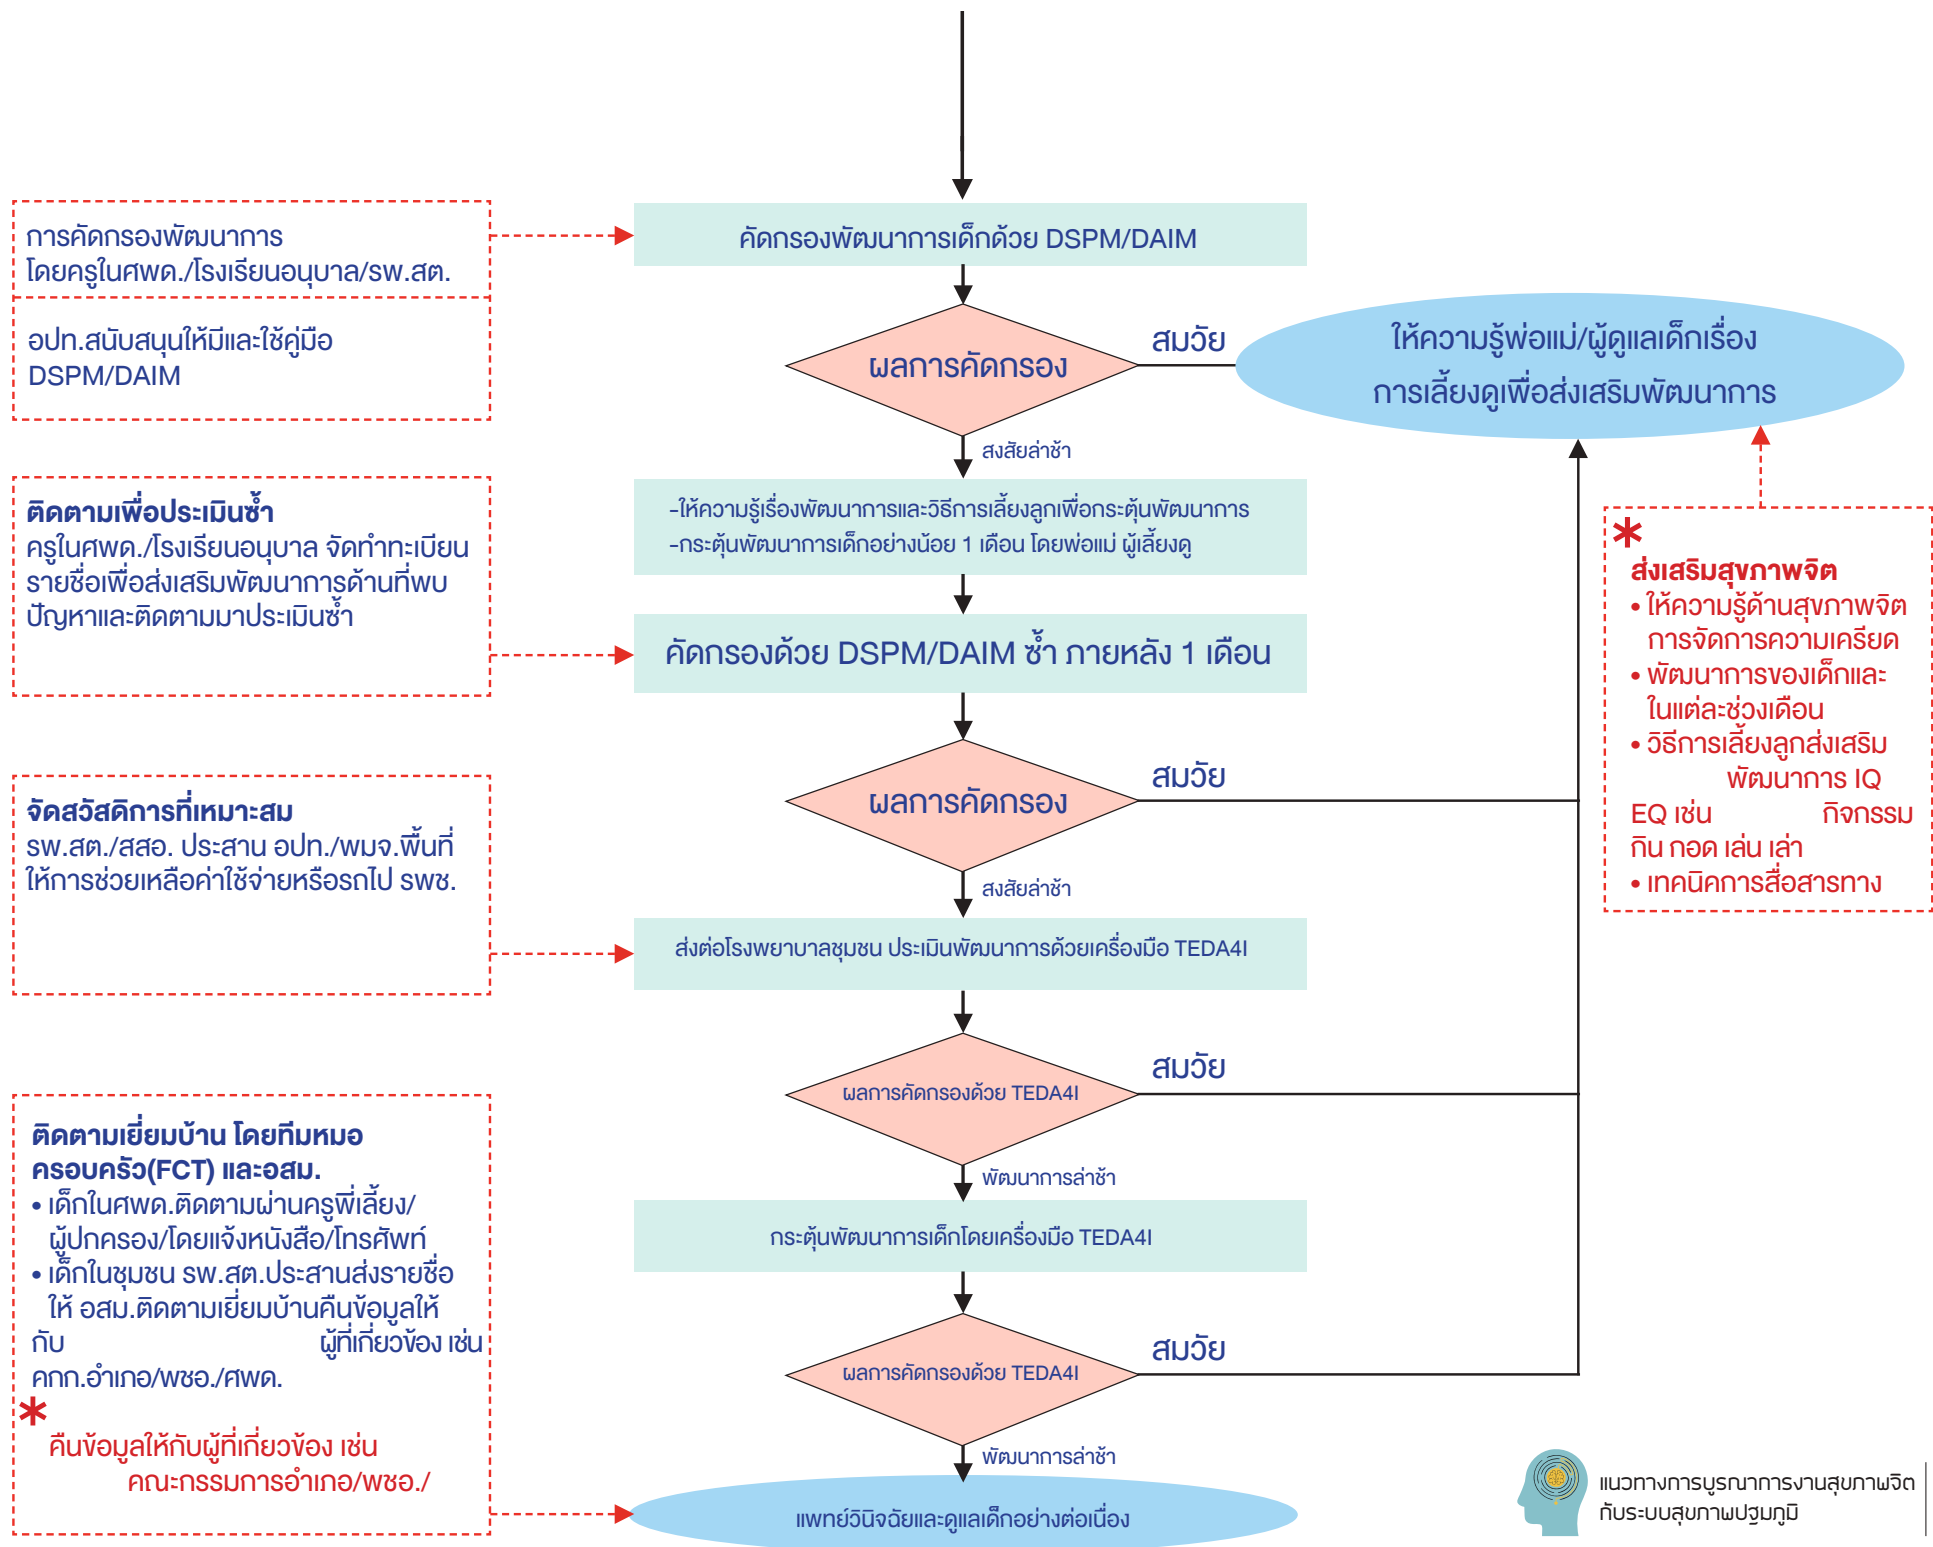 การคัดกรองพัฒนาการ
โดยครูในศพด./โรงเรียนอนุบาล/รพ.สต.
อปท.สนับสนุนให้มีและใช้คู่มือ
DSPM/DAIM
คัดกรองพัฒนาการเด็กด้วย DSPM/DAIM
ผลการคัดกรอง
สมวัย
ให้ความรู้พ่อแม่/ผู้ดูแลเด็กเรื่อง
การเลี้ยงดูเพื่อส่งเสริมพัฒนาการ
สงสัยล่าช้า
ติดตามเพื่อประเมินซ้ำ
ครูในศพด./โรงเรียนอนุบาล จัดทำทะเบียน
รายชื่อเพื่อส่งเสริมพัฒนาการด้านที่พบ
ปัญหาและติดตามมาประเมินซ้ำ
-ให้ความรู้เรื่องพัฒนาการและวิธีการเลี้ยงลูกเพื่อกระตุ้นพัฒนาการ
-กระตุ้นพัฒนาการเด็กอย่างน้อย 1 เดือน โดยพ่อแม่ ผู้เลี้ยงดู
คัดกรองด้วย DSPM/DAIM ซ้ำ ภายหลัง 1 เดือน
*
ส่งเสริมสุขภาพจิต
• ให้ความรู้ด้านสุขภาพจิต
การจัดการความเครียด
• พัฒนาการของเด็กและ
ในแต่ละช่วงเดือน
• วิธีการเลี้ยงลูกส่งเสริม
พัฒนาการ IQ
EQ เช่น กิจกรรม
กิน กอด เล่น เล่า
• เทคนิคการสื่อสารทาง
ผลการคัดกรอง
สมวัย
สงสัยล่าช้า
จัดสวัสดิการที่เหมาะสม
รพ.สต./สสอ. ประสาน อปท./พมจ.พื้นที่
ให้การช่วยเหลือค่าใช้จ่ายหรือรถไป รพช.
ส่งต่อโรงพยาบาลชุมชน ประเมินพัฒนาการด้วยเครื่องมือ TEDA4I
ผลการคัดกรองด้วย TEDA4I
สมวัย
พัฒนาการล่าช้า
ติดตามเยี่ยมบ้าน โดยทีมหมอ
ครอบครัว(FCT) และอสม.
• เด็กในศพด.ติดตามผ่านครูพี่เลี้ยง/
ผู้ปกครอง/โดยแจ้งหนังสือ/โทรศัพท์
• เด็กในชุมชน รพ.สต.ประสานส่งรายชื่อ
ให้ อสม.ติดตามเยี่ยมบ้านคืนข้อมูลให้
กับ ผู้ที่เกี่ยวข้อง เช่น
คกก.อำเภอ/พชอ./ศพด.
*
คืนข้อมูลให้กับผู้ที่เกี่ยวข้อง เช่น
คณะกรรมการอำเภอ/พชอ./
กระตุ้นพัฒนาการเด็กโดยเครื่องมือ TEDA4I
ผลการคัดกรองด้วย TEDA4I
สมวัย
พัฒนาการล่าช้า
แพทย์วินิจฉัยและดูแลเด็กอย่างต่อเนื่อง
แนวทางการบูรณาการงานสุขภาพจิต
กับระบบสุขภาพปฐมภูมิ